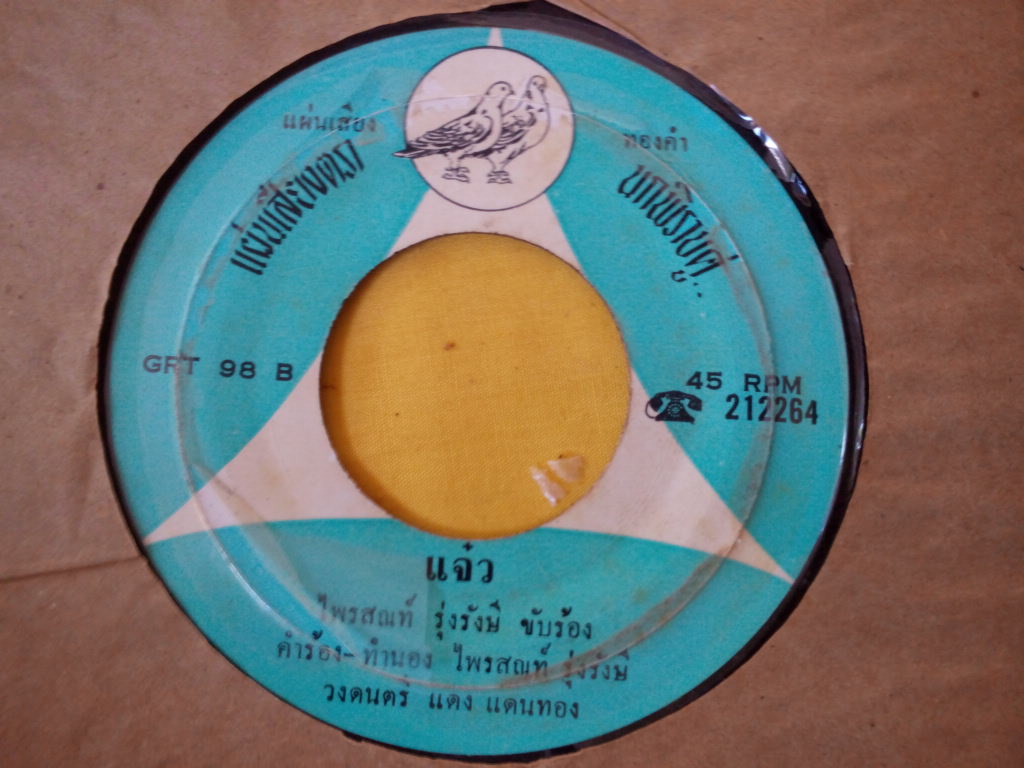 แผ่นเสียง
ทองคำ
แผ่นเสียงตรา
นกพิราบคู่..
GRT 98 B
45 RPM
212264
แจ๋ว
ไพรสณฑ์ รุ่งรังษี ขับร้อง
คำร้อง-ทำนอง ไพรสณฑ์ รุ่งรังษี
วงดนตรี แดง แดนทอง